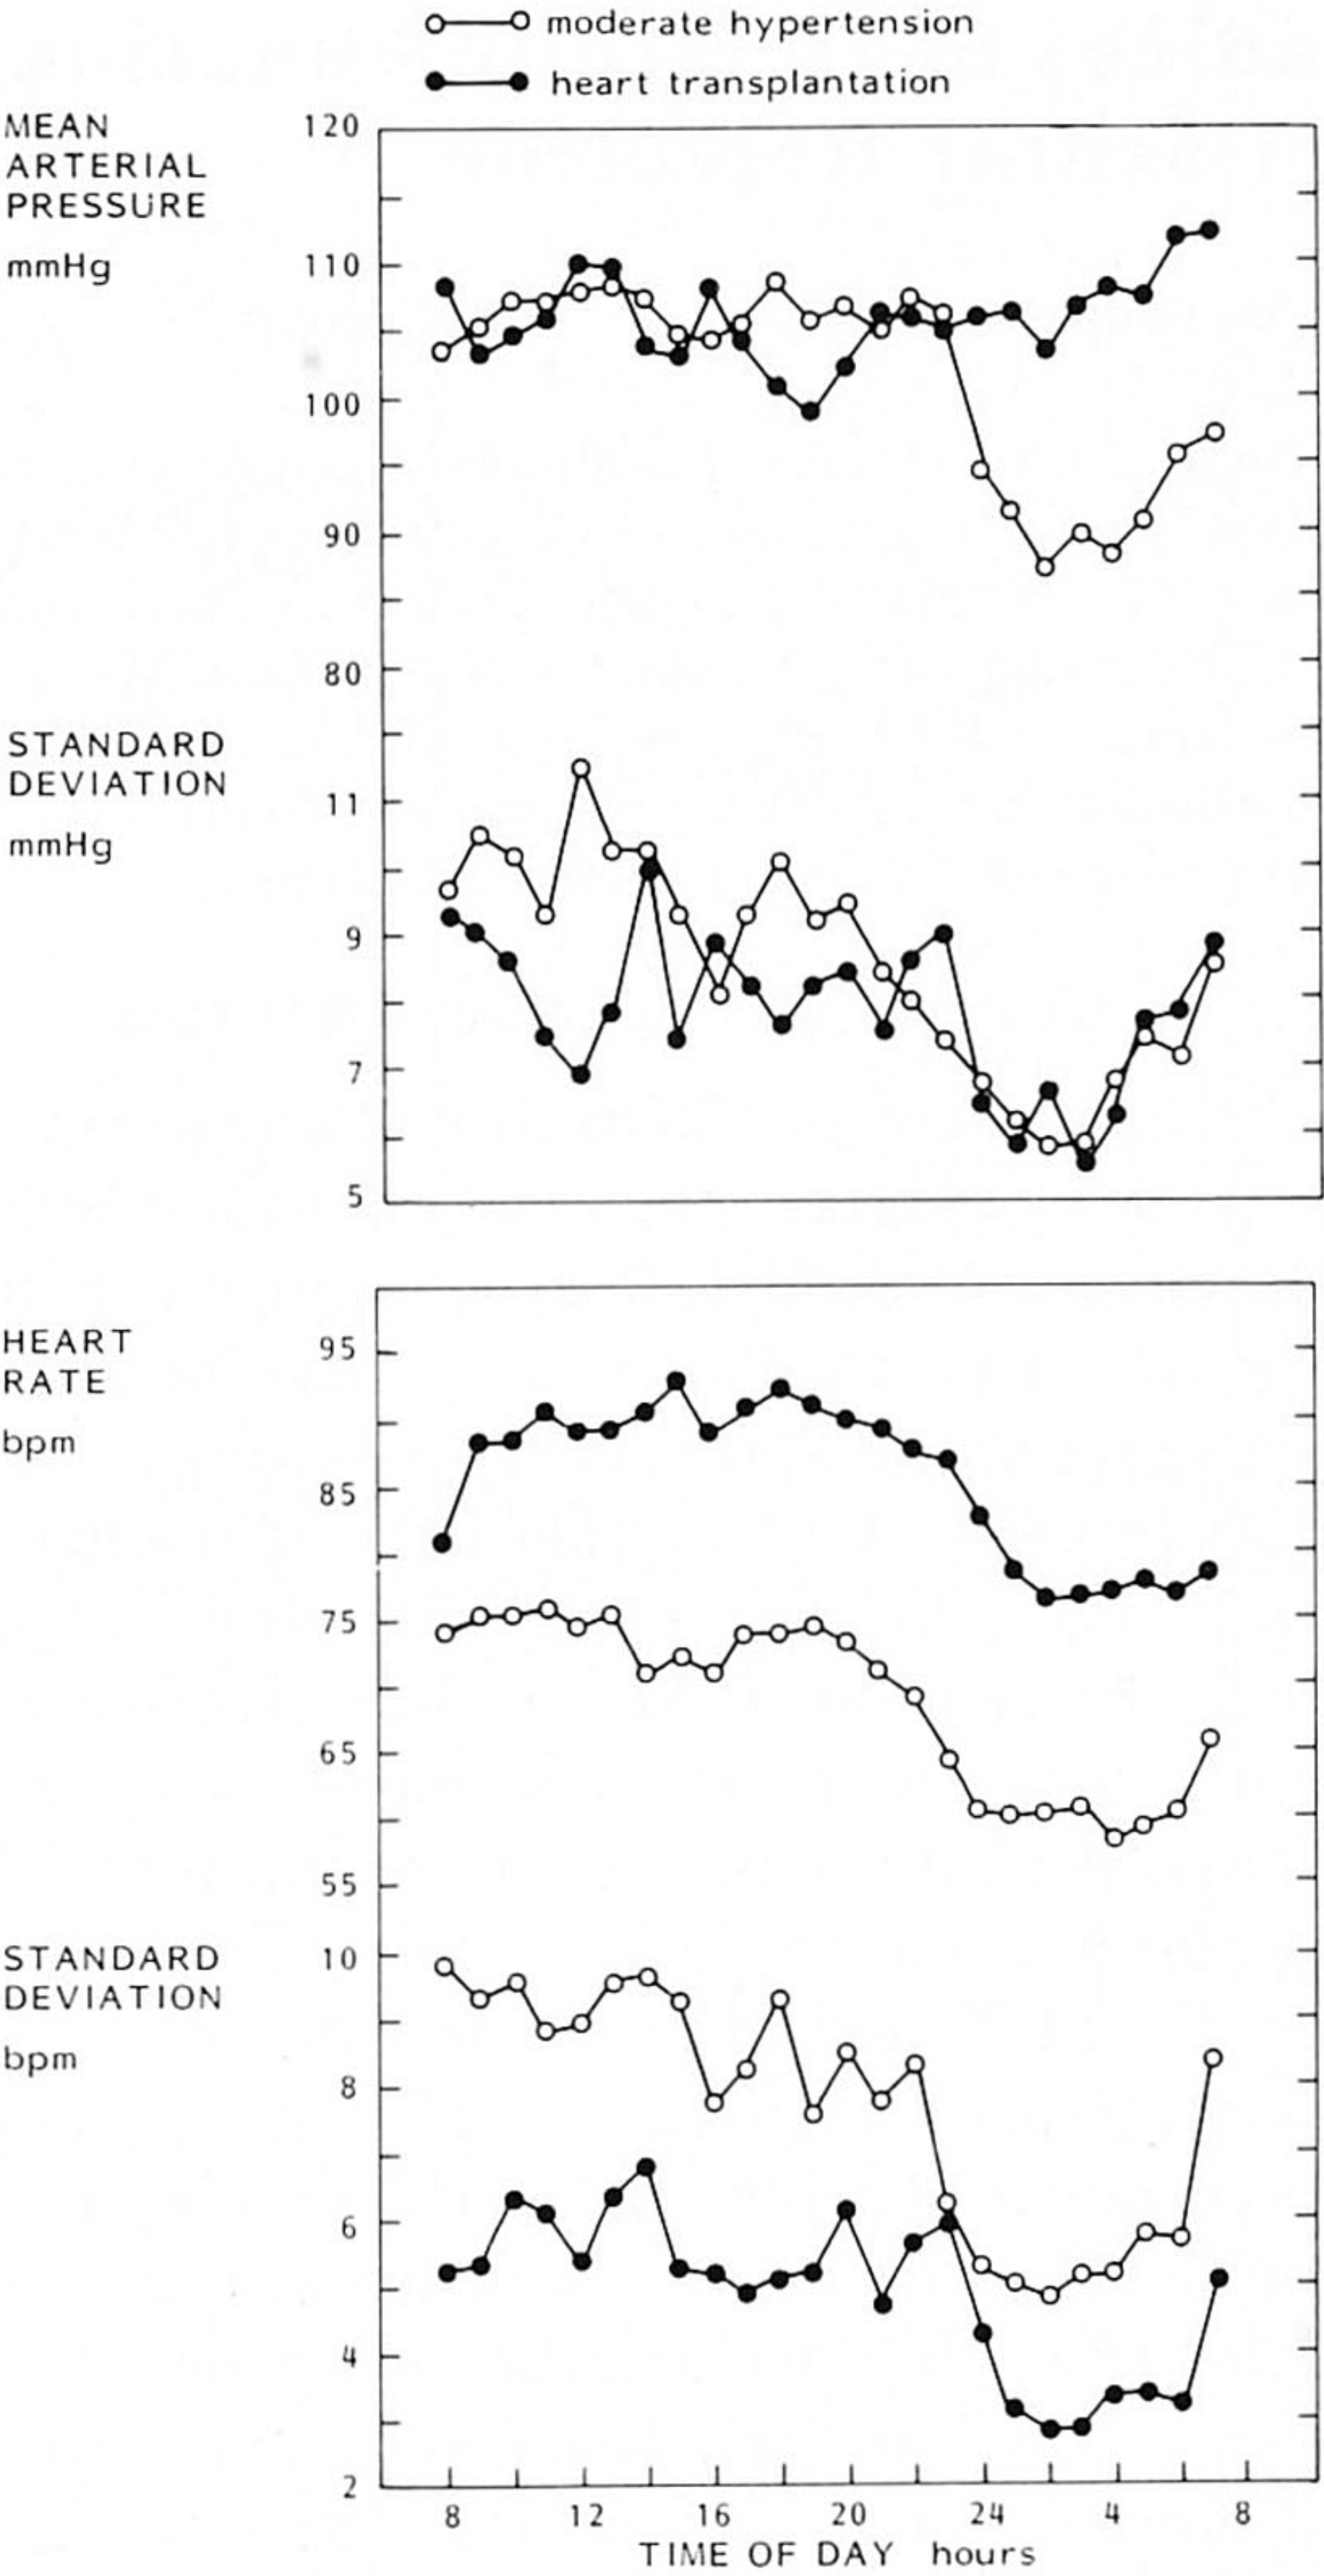 moderate hypertension
heart transplantation
MEAN
ARTERIAL
PRESSURE
mmHg
120
110
100
90
80
STANDARD
DEVIATION
mmHg
11
9
7
5
HEART
RATE
bpm
95
85
75
65
55
STANDARD
DEVIATION
bpm
10
8
6
4
2
8 12 16 20 24 4 8
TIME OF DAY hours